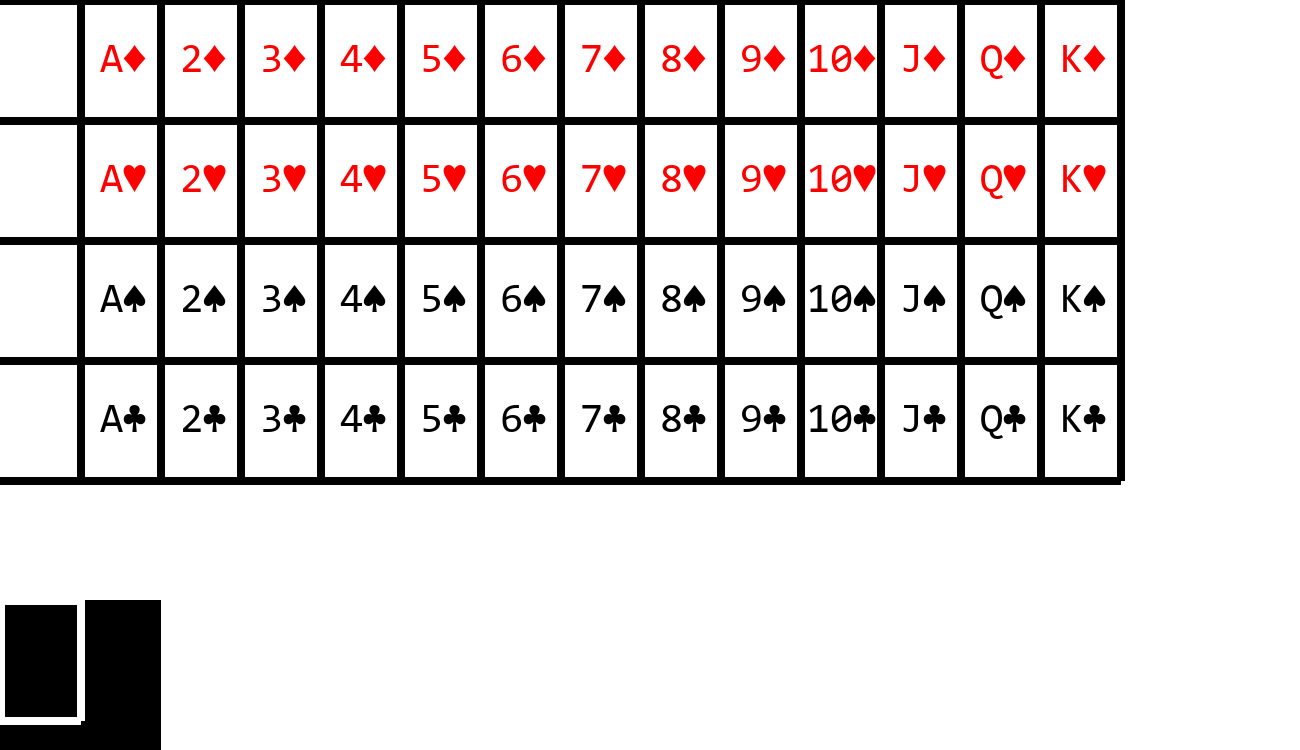 A♦ 2♦ 3♦ 4♦ 5♦ 6♦ 7♦ 8♦ 9♦ 10♦ J♦ Q♦ K♦
A♥ 2♥ 3♥ 4♥ 5♥ 6♥ 7♥ 8♥ 9♥ 10♥ J♥ Q♥ K♥
A♠ 2♠ 3♠ 4♠ 5♠ 6♠ 7♠ 8♠ 9♠ 10♠ J♠ Q♠ K♠
A♣ 2♣ 3♣ 4♣ 5♣ 6♣ 7♣ 8♣ 9♣ 10♣ J♣ Q♣ K♣